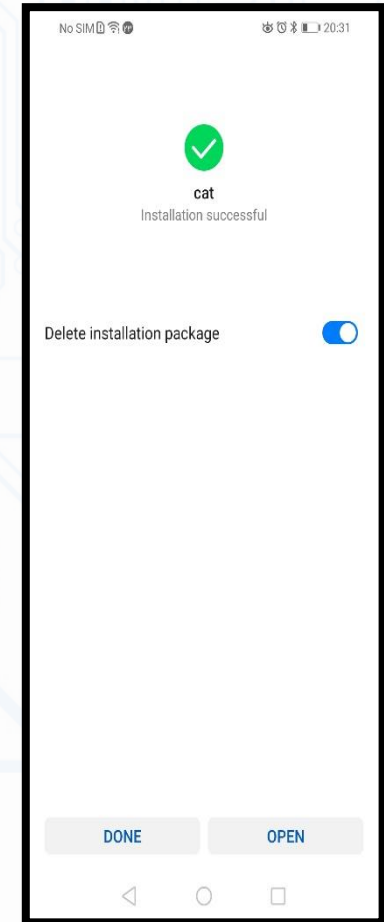 No SIM 20:31
cat
Installation successful
Delete installation package
DONE OPEN